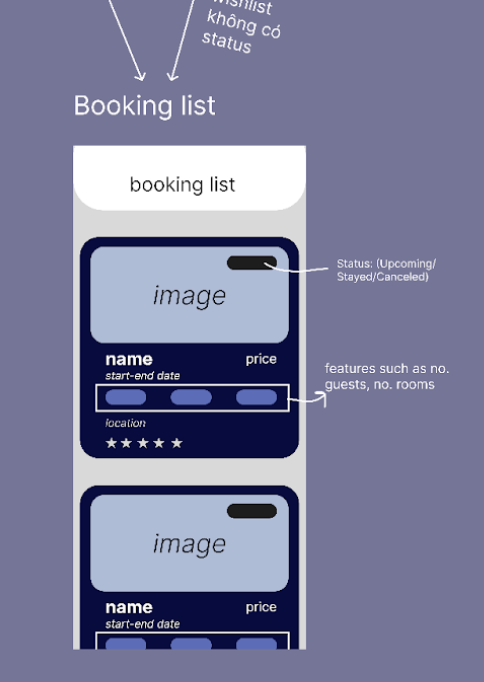 wishlist
không có
status
Booking list
booking list
Status: (Upcoming/
Stayed/Canceled)
image
name
price
start-end date
features such as no.
guests, no. rooms
location
image
name
price
start-end date